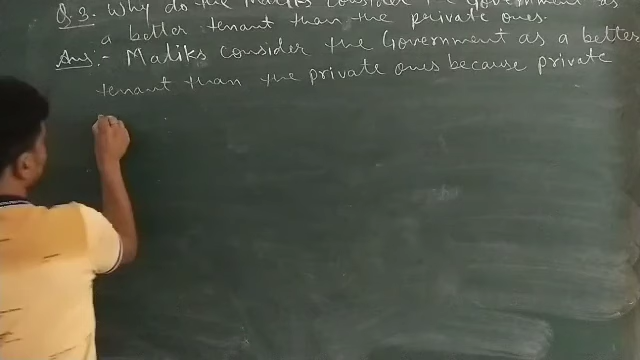 Q.3. Why do the Maliks consider the Government as
a better tenant than the private ones.
Ans:- Maliks consider the Government as a better
tenant than the private ones because private